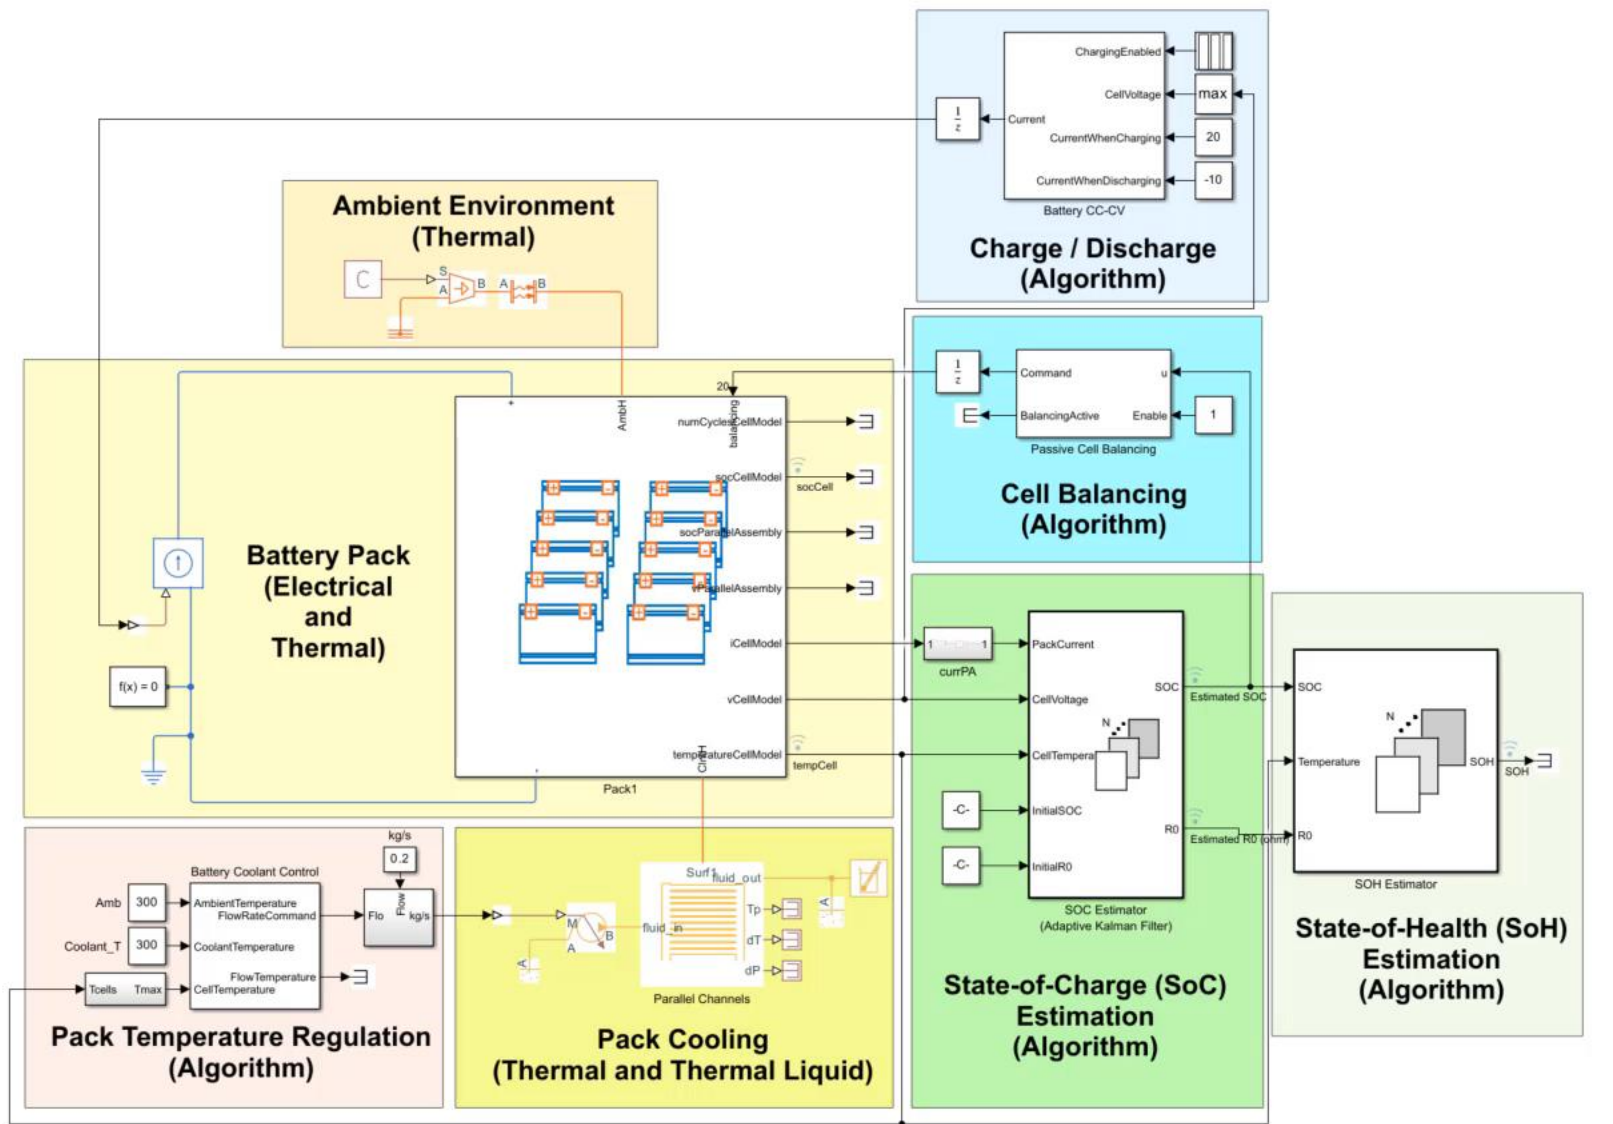 ChargingEnabled
CellVoltage
max
1
z
Current
CurrentWhenCharging
20
CurrentWhenDischarging
-10
Battery CC-CV
Charge / Discharge
(Algorithm)
Ambient Environment
(Thermal)
C
S
A
B
A
B
1
z
Command
u
BalancingActive
Enable
1
Passive Cell Balancing
Cell Balancing
(Algorithm)
20
+
AmbH
balancing
numCyclesCellModel
socCellModel
socCell
socParallelAssembly
vParallelAssembly
iCellModel
vCellModel
temperatureCellModel
tempCell
ClntH
-
Pack1
Battery Pack
(Electrical
and
Thermal)
f(x) = 0
1
1
currPA
PackCurrent
CellVoltage
CellTempera
InitialSOC
InitialR0
-C-
-C-
N
SOC
Estimated SOC
R0
Estimated R0 (ohm)
SOC Estimator
(Adaptive Kalman Filter)
State-of-Charge (SoC)
Estimation
(Algorithm)
SOC
Temperature
R0
N
SOH
SOH
SOH Estimator
State-of-Health (SoH)
Estimation
(Algorithm)
kg/s
0.2
Battery Coolant Control
Amb
300
AmbientTemperature
FlowRateCommand
Flo
Flow
kg/s
Coolant_T
300
CoolantTemperature
FlowTemperature
Tcells
Tmax
CellTemperature
Pack Temperature Regulation
(Algorithm)
M
A
B
A
Surf1
fluid_out
fluid_in
A
Tp
dT
dP
Parallel Channels
Pack Cooling
(Thermal and Thermal Liquid)